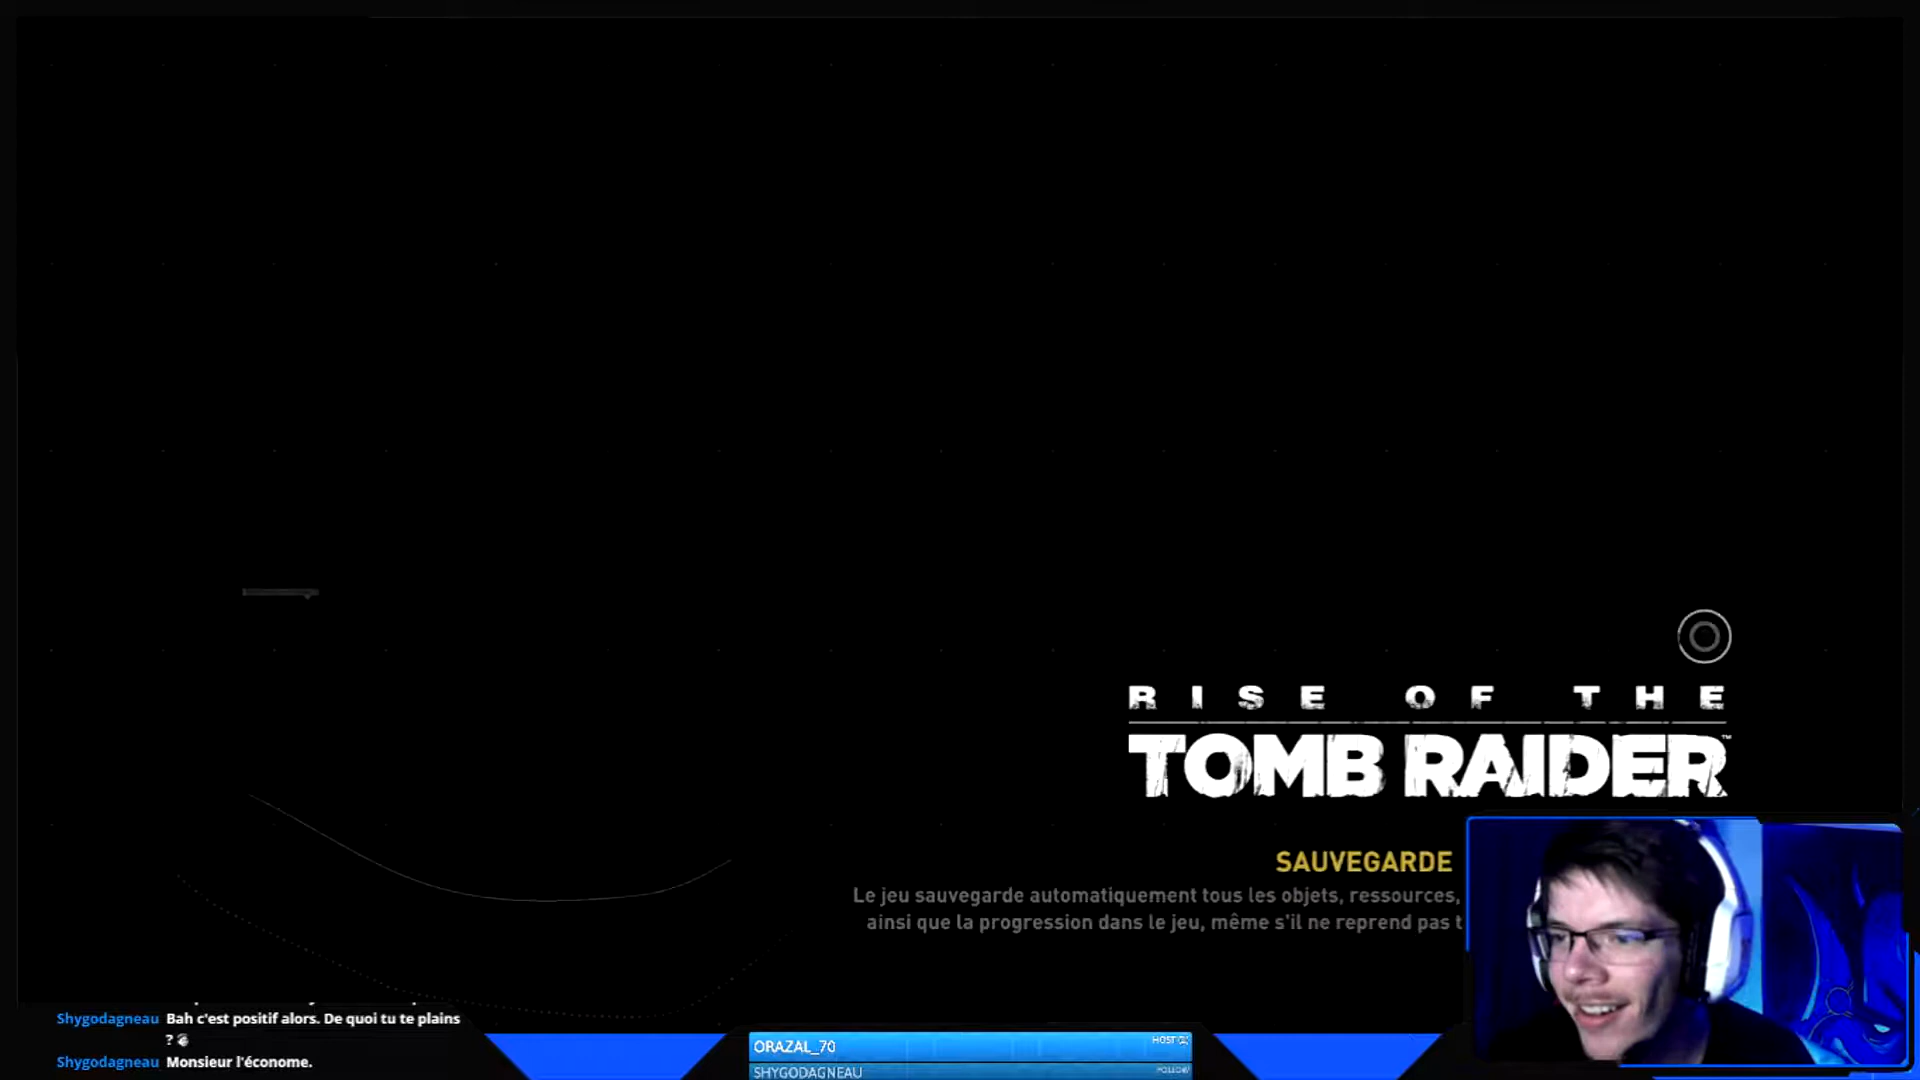 RISE OF THE
TOMB RAIDER™
SAUVEGARDE
Le jeu sauvegarde automatiquement tous les objets, ressources,
ainsi que la progression dans le jeu, même s'il ne reprend pas t
Shygodagneau Bah c'est positif alors. De quoi tu te plains
?
Shygodagneau Monsieur l'économe.
ORAZAL_70 HOST
SHYGODAGNEAU FOLLOW